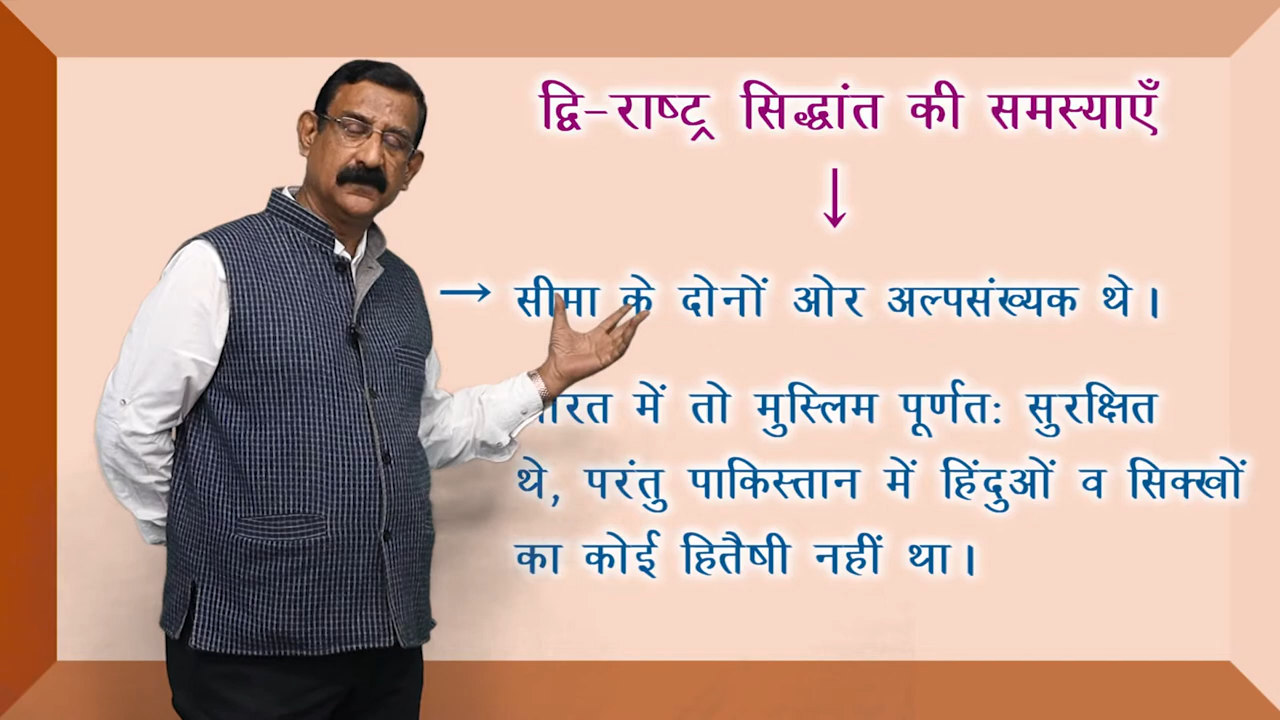 द्वि-राष्ट्र सिद्धांत की समस्याएँ
↓
→ सीमा के दोनों ओर अल्पसंख्यक थे।
में तो मुस्लिम पूर्णतः सुरक्षित
थे, परंतु पाकिस्तान में हिंदुओं व सिक्खों
का कोई हितैषी नहीं था।